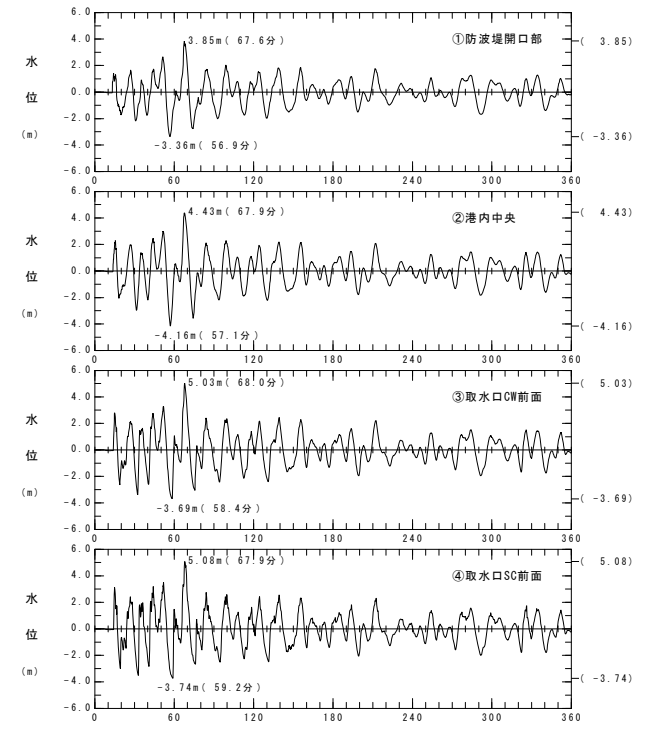 6.0
3.85m( 67.6分)
①防波堤開口部
( 3.85)
4.0
水
2.0
0.0
位
-2.0
(m)
-4.0
-3.36m( 56.9分)
( -3.36)
-6.0
0 60 120 180 240 300 360
6.0
4.43m( 67.9分)
②港内中央
( 4.43)
4.0
水
2.0
0.0
位
-2.0
(m)
-4.0
-4.16m( 57.1分)
( -4.16)
-6.0
0 60 120 180 240 300 360
6.0
5.03m( 68.0分)
③取水口CW前面
( 5.03)
4.0
水
2.0
0.0
位
-2.0
(m)
-4.0
-3.69m( 58.4分)
( -3.69)
-6.0
0 60 120 180 240 300 360
6.0
5.08m( 67.9分)
④取水口SC前面
( 5.08)
4.0
水
2.0
0.0
位
-2.0
(m)
-4.0
-3.74m( 59.2分)
( -3.74)
-6.0
0 60 120 180 240 300 360